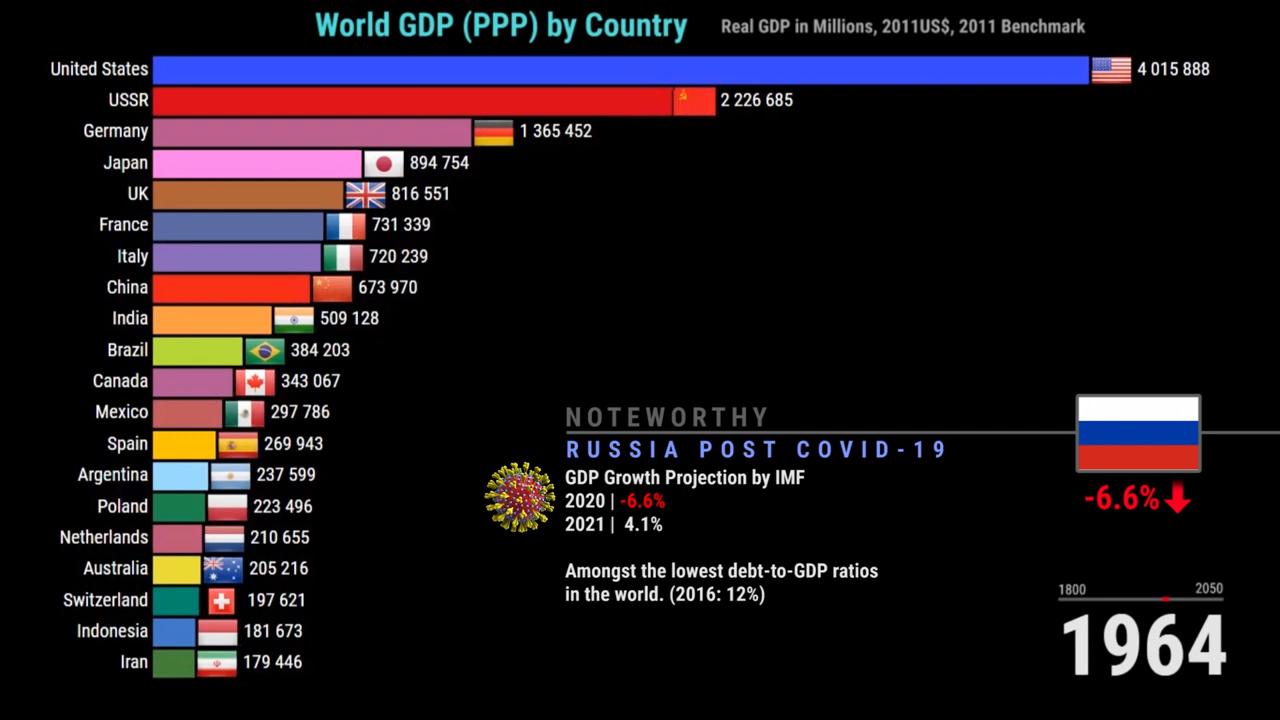 World GDP (PPP) by Country
Real GDP in Millions, 2011US$, 2011 Benchmark
United States 4 015 888
USSR 2 226 685
Germany 1 365 452
Japan 894 754
UK 816 551
France 731 339
Italy 720 239
China 673 970
India 509 128
Brazil 384 203
Canada 343 067
Mexico 297 786
Spain 269 943
Argentina 237 599
Poland 223 496
Netherlands 210 655
Australia 205 216
Switzerland 197 621
Indonesia 181 673
Iran 179 446
NOTEWORTHY
RUSSIA POST COVID-19
GDP Growth Projection by IMF
2020 | -6.6%
2021 | 4.1%
Amongst the lowest debt-to-GDP ratios
in the world. (2016: 12%)
-6.6%
1800 2050
1964